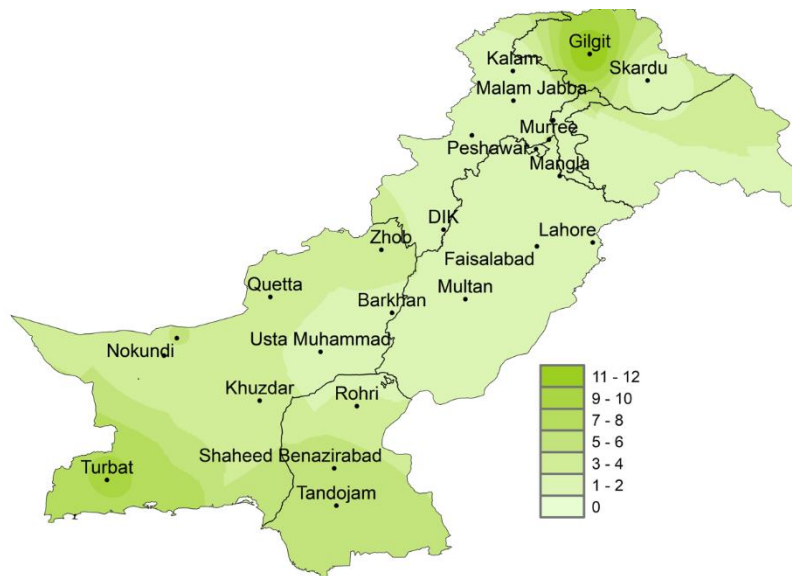 Gilgit
Kalam
Skardu
Malam Jabba
Murree
Peshawar
Mangla
DIK
Lahore
Zhob
Faisalabad
Quetta
Multan
Barkhan
Usta Muhammad
Nokundi
Khuzdar
Rohri
Shaheed Benazirabad
Turbat
Tandojam
11 - 12
9 - 10
7 - 8
5 - 6
3 - 4
1 - 2
0